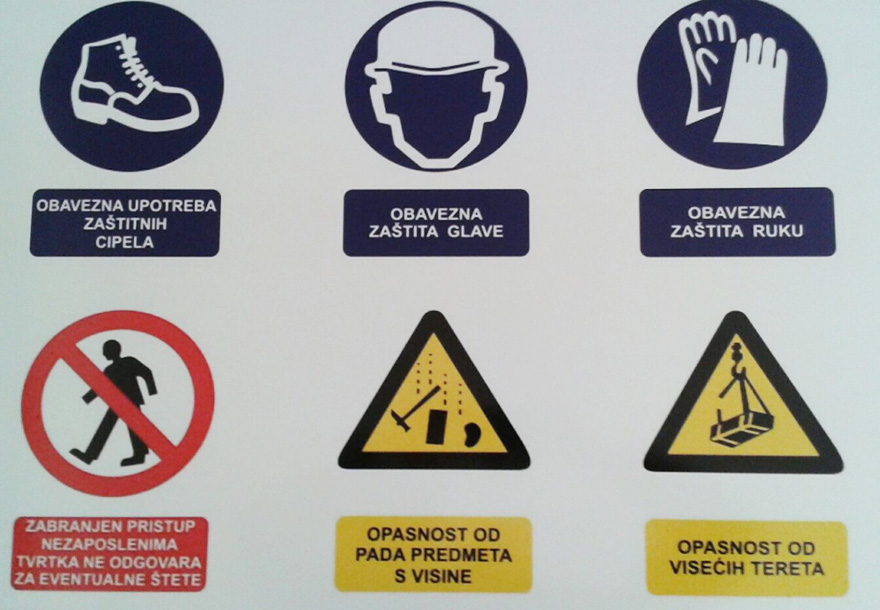 OBAVEZNA UPOTREBA
ZAŠTITNIH
CIPELA
OBAVEZNA
ZAŠTITA GLAVE
OBAVEZNA
ZAŠTITA RUKU
ZABRANJEN PRISTUP
NEZAPOSLENIMA
TVRTKA NE ODGOVARA
ZA EVENTUALNE ŠTETE
OPASNOST OD
PADA PREDMETA
S VISINE
OPASNOST OD
VISEĆIH TERETA